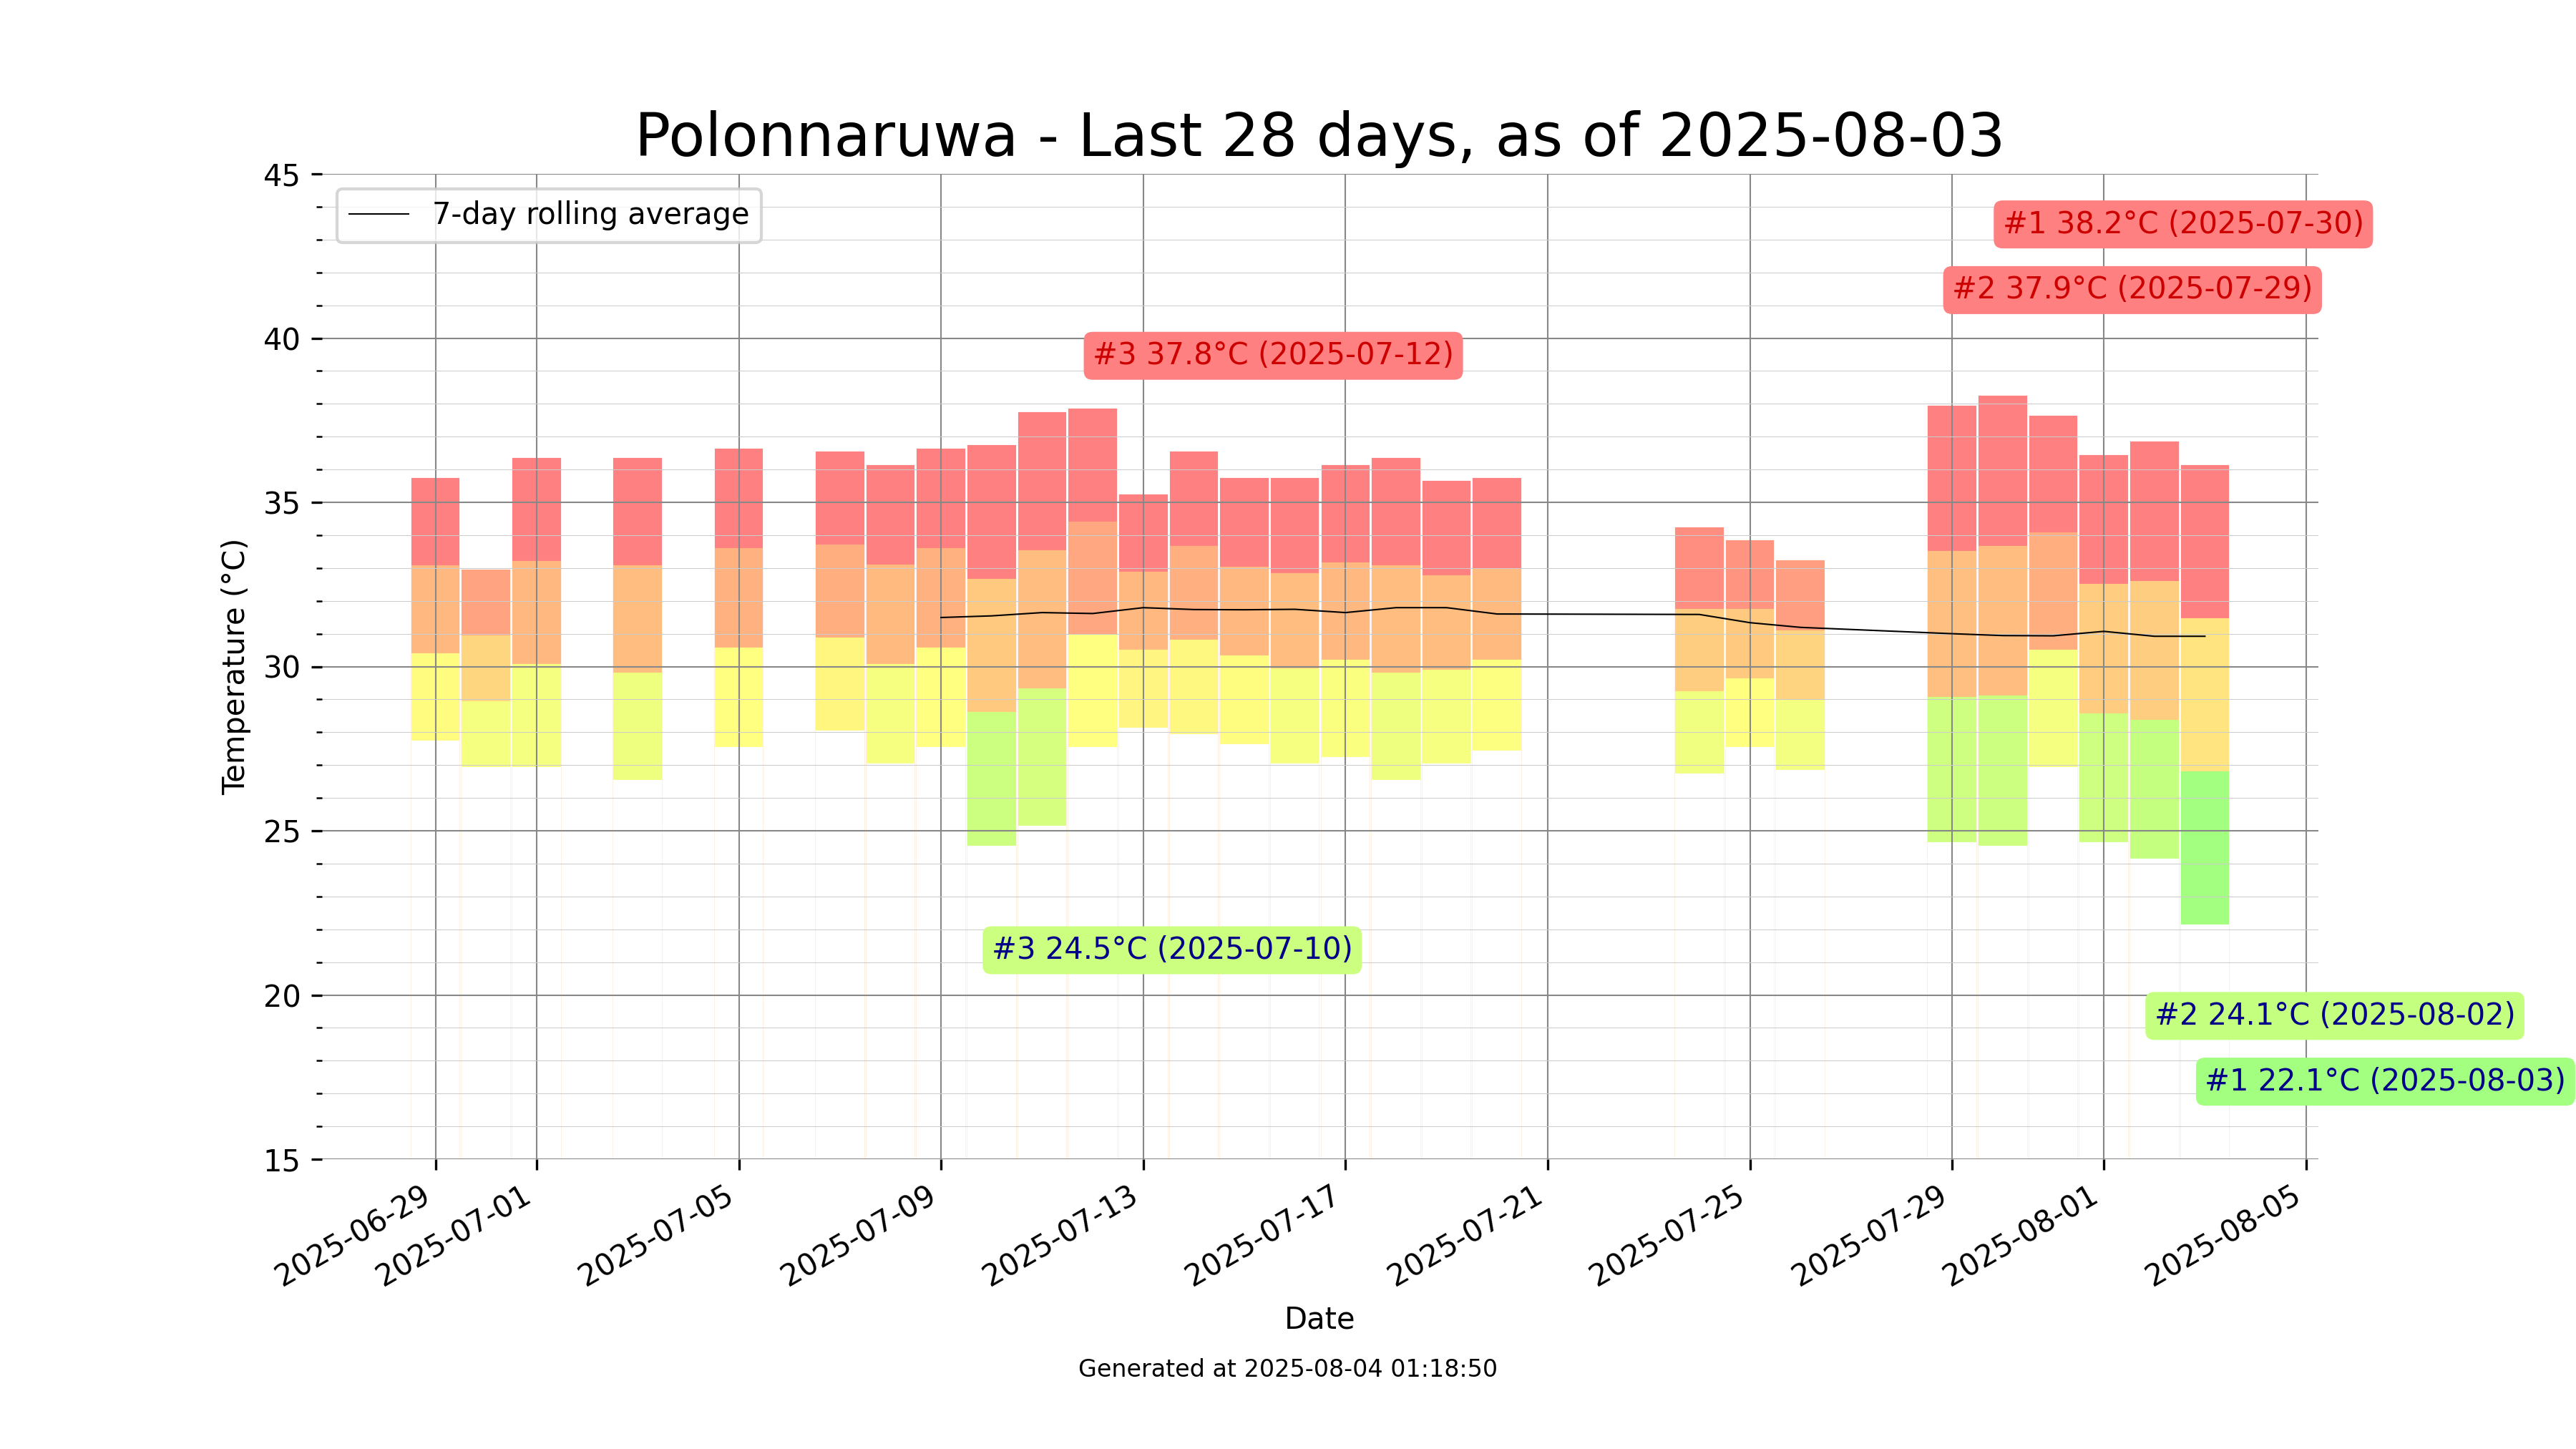 Polonnaruwa - Last 28 days, as of 2025-08-03
7-day rolling average
#1 38.2°C (2025-07-30)
#2 37.9°C (2025-07-29)
#3 37.8°C (2025-07-12)
#3 24.5°C (2025-07-10)
#2 24.1°C (2025-08-02)
#1 22.1°C (2025-08-03)
Temperature (°C)
45
40
35
30
25
20
15
2025-06-29
2025-07-01
2025-07-05
2025-07-09
2025-07-13
2025-07-17
2025-07-21
2025-07-25
2025-07-29
2025-08-01
2025-08-05
Date
Generated at 2025-08-04 01:18:50